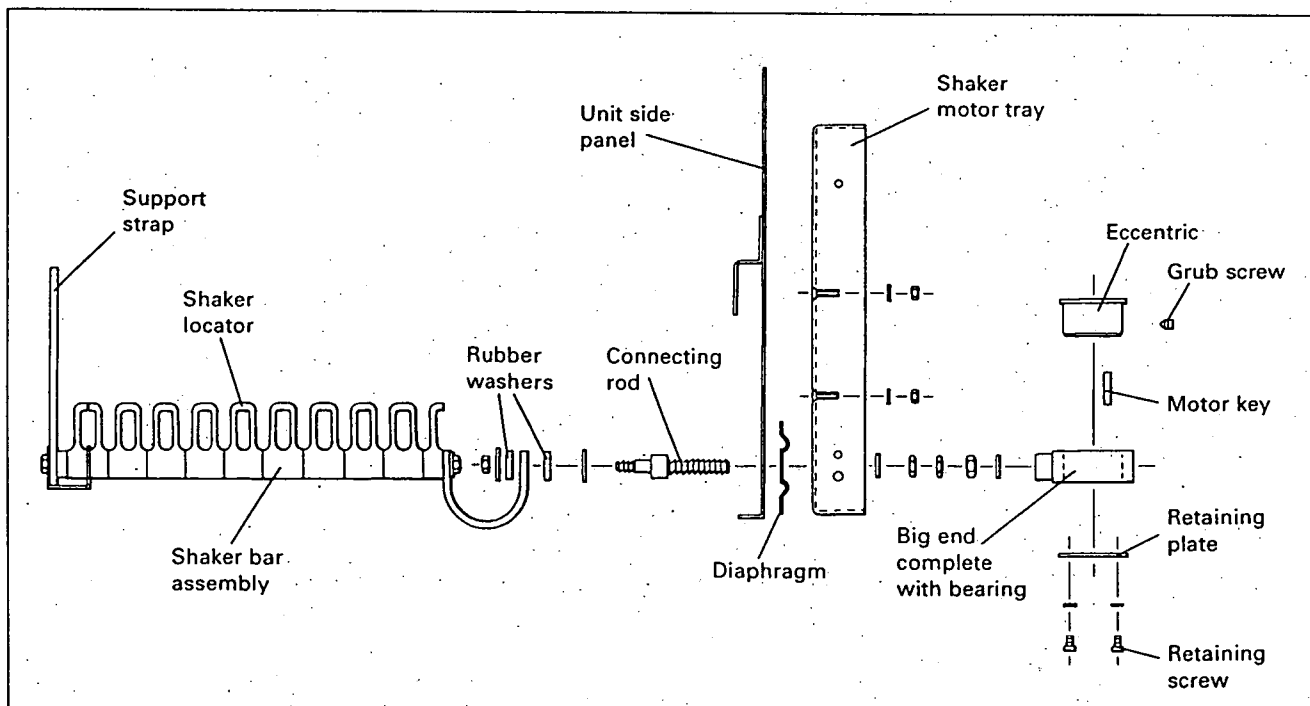 Shaker
motor tray
Unit side
panel
Support
strap
Eccentric
Grub screw
Shaker
locator
Rubber
washers
Connecting
rod
Motor key
Shaker bar
assembly
Diaphragm
Big end
complete
with bearing
Retaining
plate
Retaining
screw